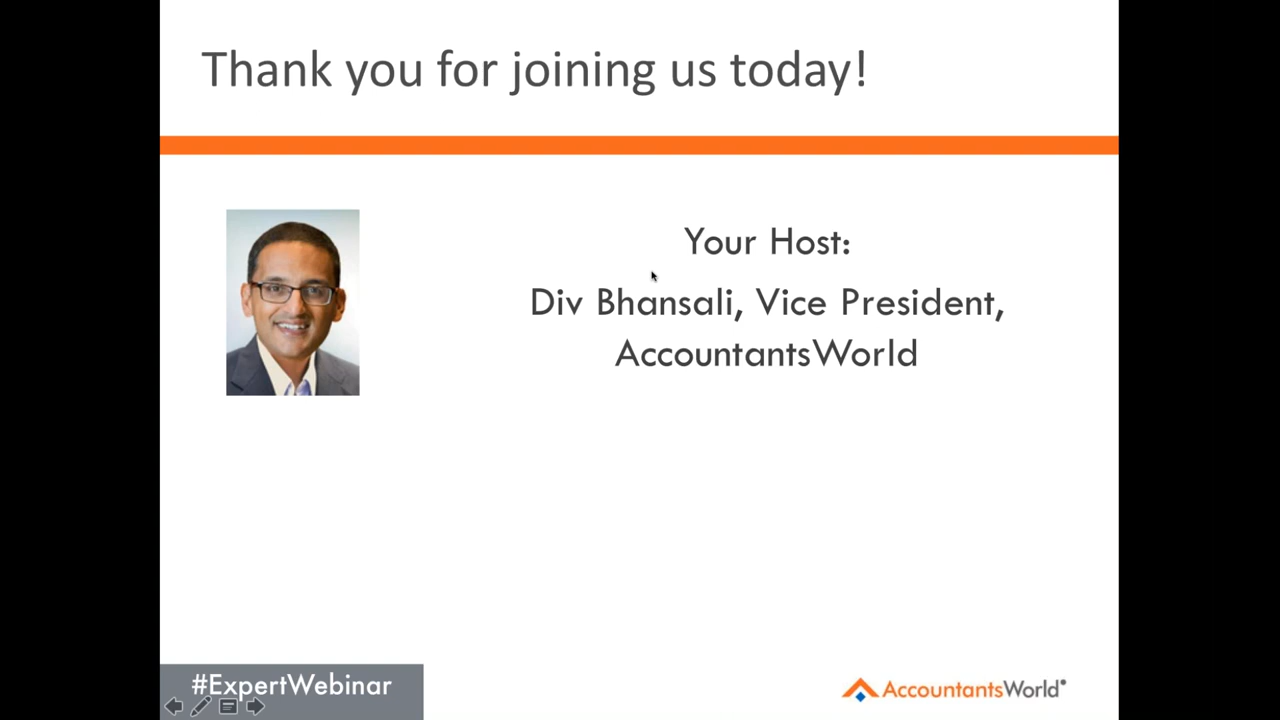 Thank you for joining us today!
Your Host:
Div Bhansali, Vice President,
AccountantsWorld
#ExpertWebinar
AccountantsWorld